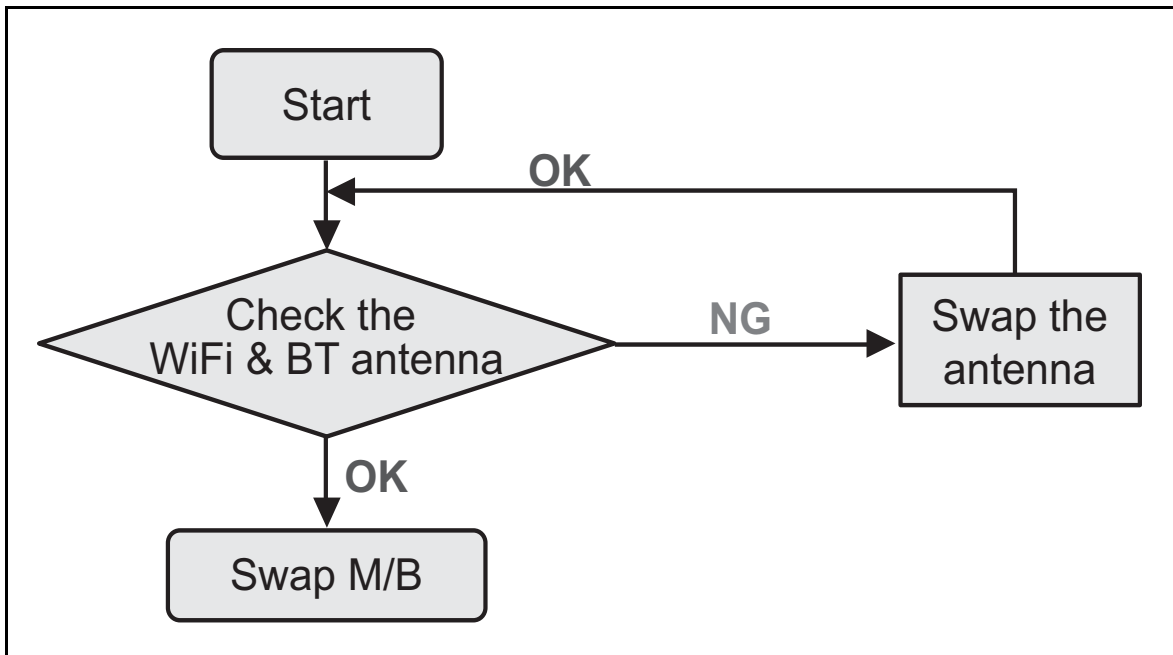 Start
OK
Check the
WiFi & BT antenna
NG
Swap the
antenna
OK
Swap M/B